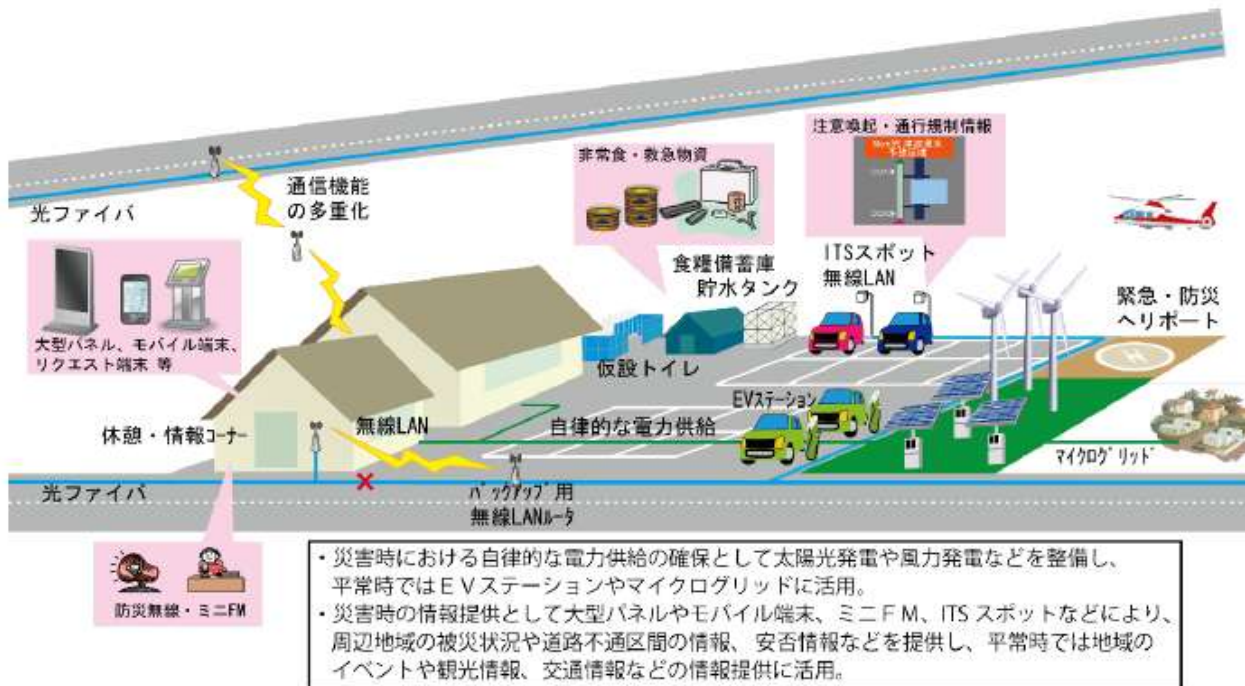 注意喚起・通行規制情報
非常食・救急物資
通信機能
の多重化
光ファイバ
ITSスポット
無線LAN
食糧備蓄庫
貯水タンク
緊急・防災
ヘリポート
H
大型パネル、モバイル端末、
リクエスト端末 等
仮設トイレ
EVステーション
休憩・情報コーナー
無線LAN
自律的な電力供給
マイクログリッド
光ファイバ
バックアップ用
無線LANルータ
防災無線・ミニFM
・災害時における自律的な電力供給の確保として太陽光発電や風力発電などを整備し、
平常時ではEVステーションやマイクログリッドに活用。
・災害時の情報提供として大型パネルやモバイル端末、ミニFM、ITSスポットなどにより、
周辺地域の被災状況や道路不通区間の情報、安否情報などを提供し、平常時では地域の
イベントや観光情報、交通情報などの情報提供に活用。